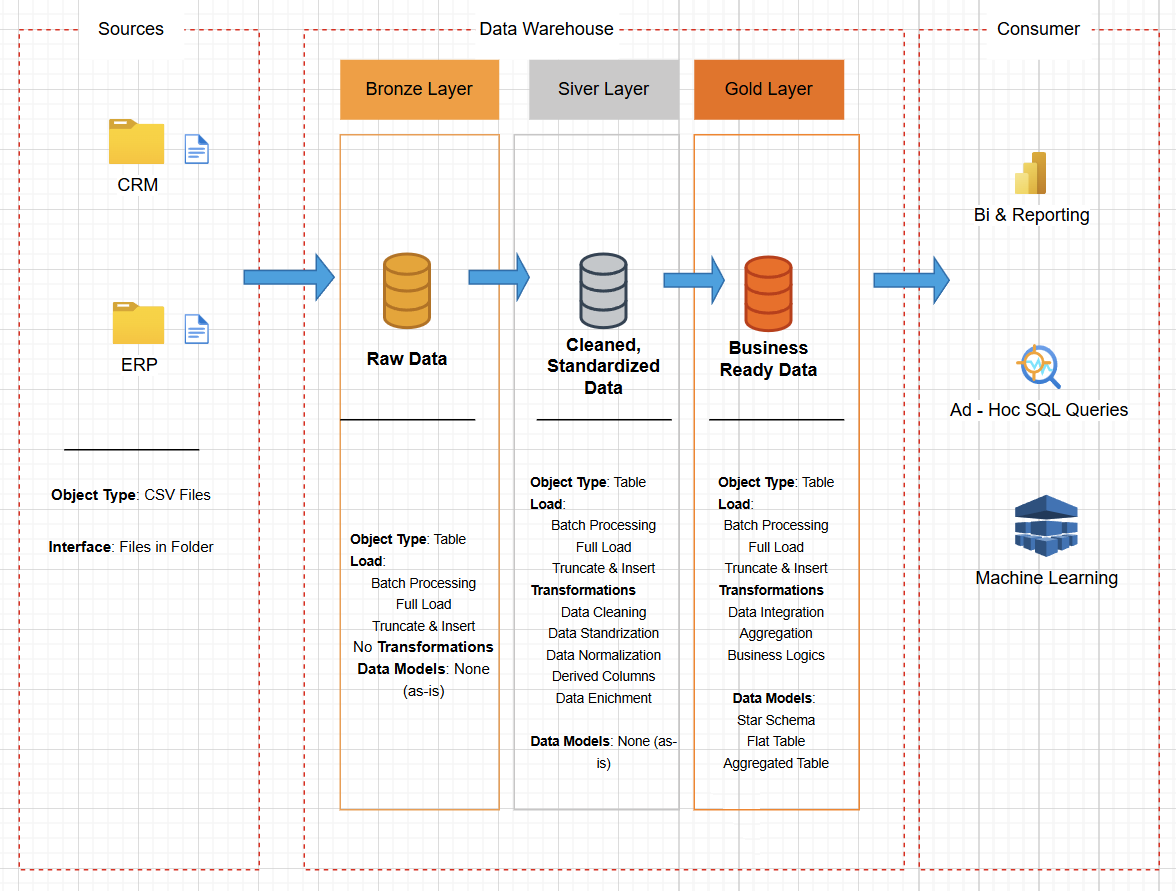 Sources
CRM
ERP
Object Type: CSV Files
Interface: Files in Folder
Data Warehouse
Bronze Layer
Raw Data
Object Type: Table
Load:
Batch Processing
Full Load
Truncate & Insert
No Transformations
Data Models: None
(as-is)
Siver Layer
Cleaned,
Standardized
Data
Object Type: Table
Load:
Batch Processing
Full Load
Truncate & Insert
Transformations
Data Cleaning
Data Standrization
Data Normalization
Derived Columns
Data Enichment
Data Models: None (as-
is)
Gold Layer
Business
Ready Data
Object Type: Table
Load:
Batch Processing
Full Load
Truncate & Insert
Transformations
Data Integration
Aggregation
Business Logics
Data Models:
Star Schema
Flat Table
Aggregated Table
Consumer
Bi & Reporting
Ad - Hoc SQL Queries
Machine Learning